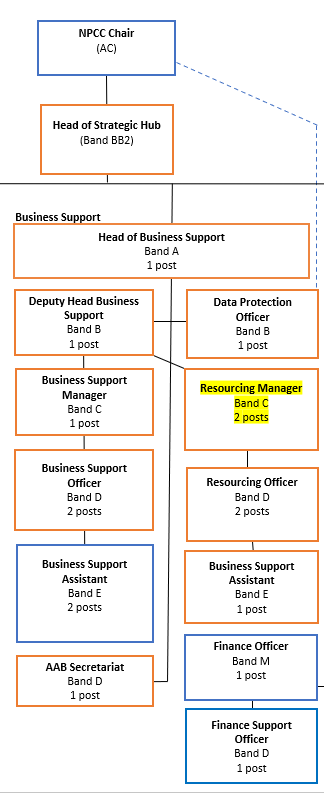 NPCC Chair
(AC)
Head of Strategic Hub
(Band BB2)
Business Support
Head of Business Support
Band A
1 post
Deputy Head Business
Support
Band B
1 post
Data Protection
Officer
Band B
1 post
Business Support
Manager
Band C
1 post
Resourcing Manager
Band C
2 posts
Business Support
Officer
Band D
2 posts
Resourcing Officer
Band D
2 posts
Business Support
Assistant
Band E
2 posts
Business Support
Assistant
Band E
1 post
AAB Secretariat
Band D
1 post
Finance Officer
Band M
1 post
Finance Support
Officer
Band D
1 post